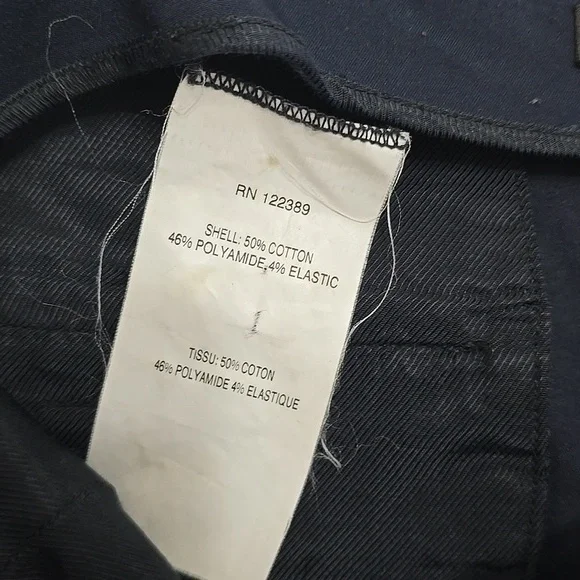 RN 122389
SHELL: 50% COTTON
46% POLYAMIDE,4% ELASTIC
TISSU: 50% COTON
46% POLYAMIDE 4% ELASTIQUE